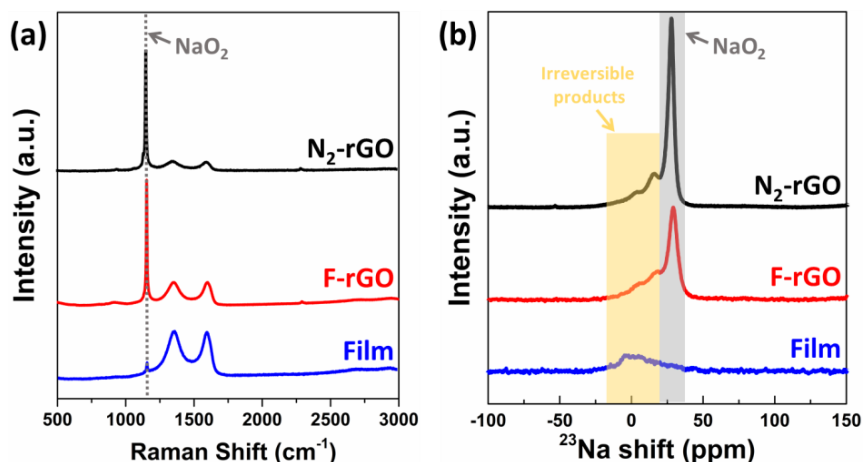 (a)
NaO₂
N₂-rGO
F-rGO
Film
Intensity (a.u.)
500 1000 1500 2000 2500 3000
Raman Shift (cm⁻¹)
(b)
NaO₂
Irreversible
products
N₂-rGO
F-rGO
Film
Intensity (a.u.)
-100 -50 0 50 100 150
²³Na shift (ppm)